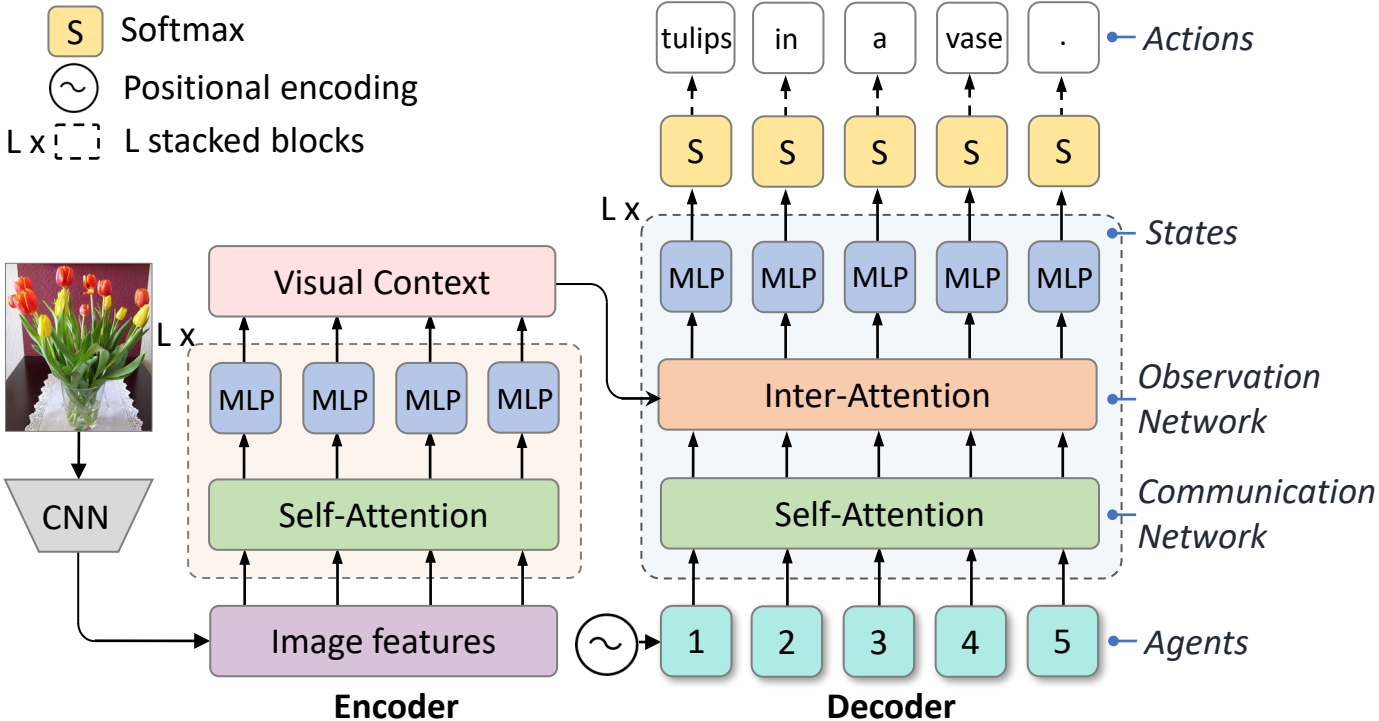 S Softmax
~ Positional encoding
L x L stacked blocks
tulips in a vase . Actions
S S S S S
L x
States
MLP MLP MLP MLP MLP
Visual Context
L x
MLP MLP MLP MLP
Inter-Attention
Observation
Network
CNN
Self-Attention
Self-Attention
Communication
Network
Image features
~ 1 2 3 4 5 Agents
Encoder
Decoder